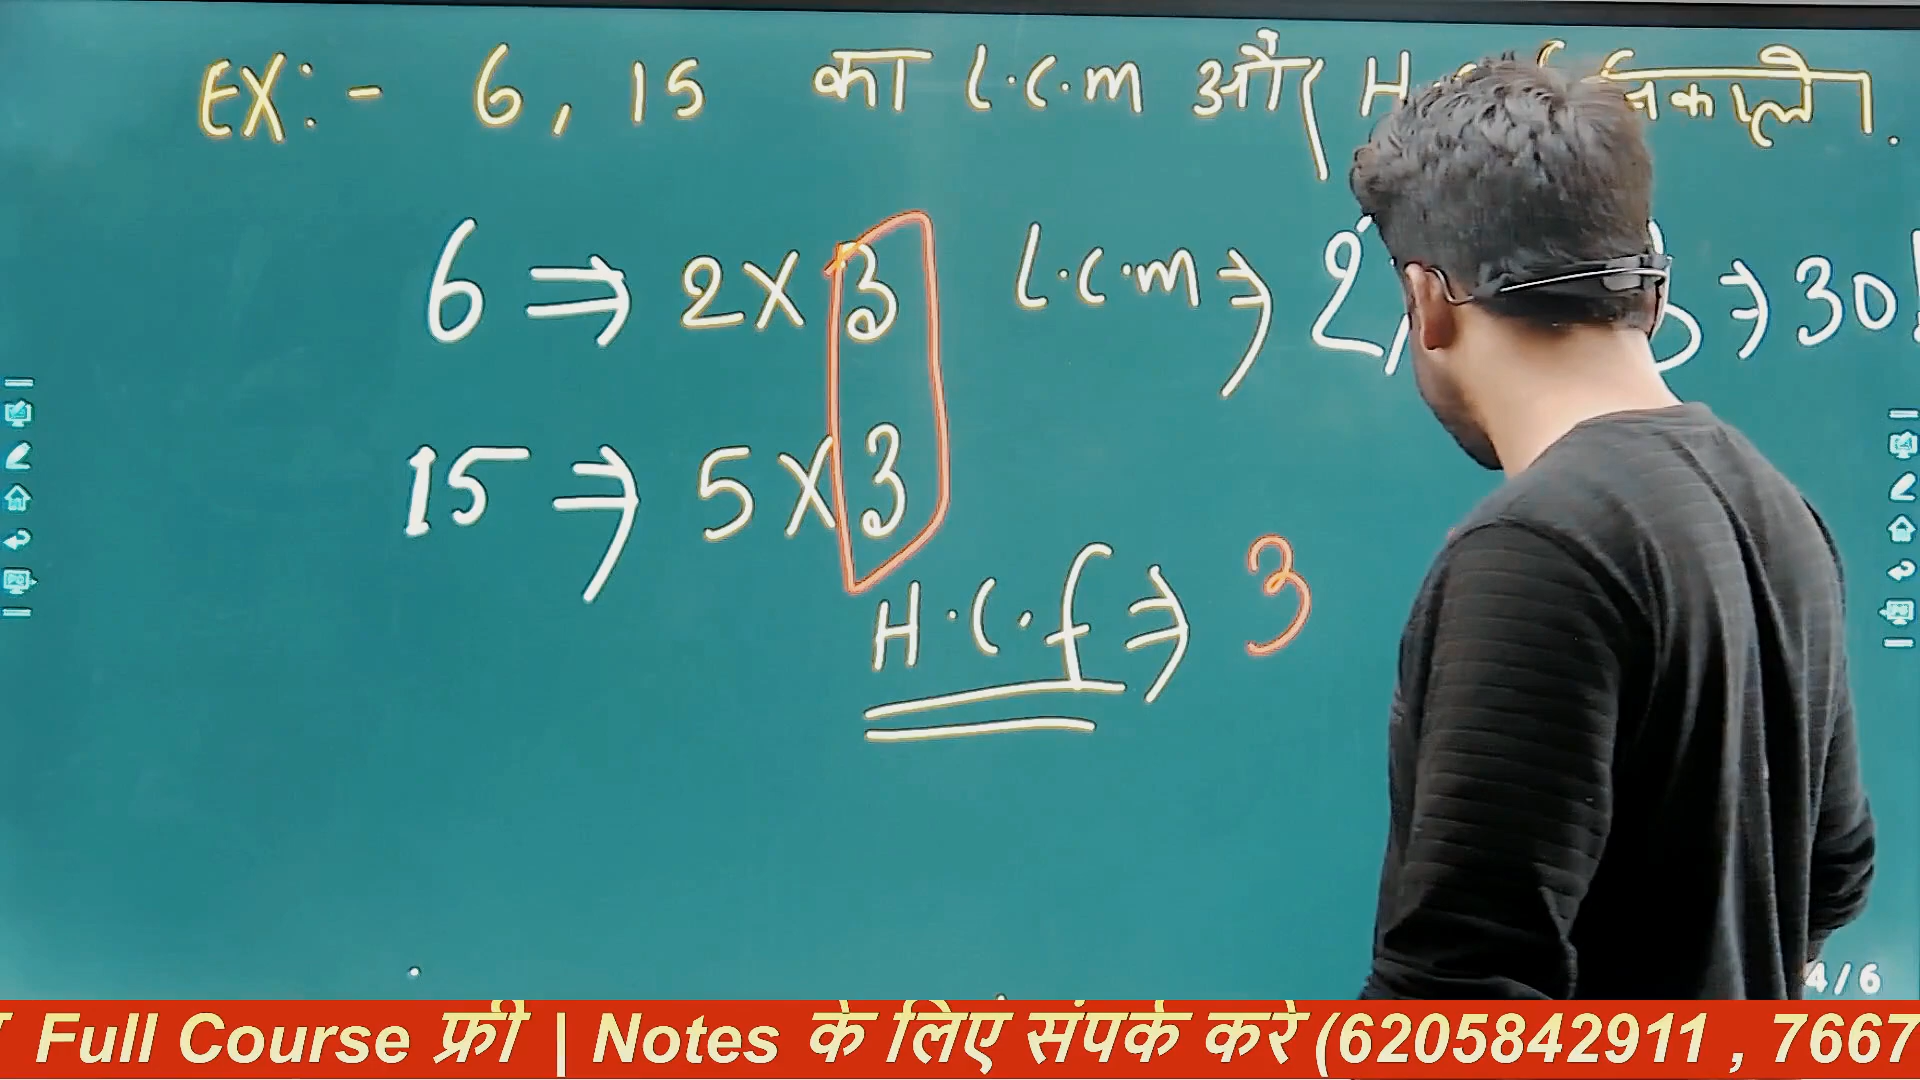 EX:- 6, 15 का L.C.M और H
6 ⇒ 2 X 3 L.C.M ⇒ 2, 3 ⇒ 30
15 ⇒ 5 X 3
H.C.f ⇒ 3
4/6
Full Course फ्री | Notes के लिए संपर्क करे (6205842911 , 7667